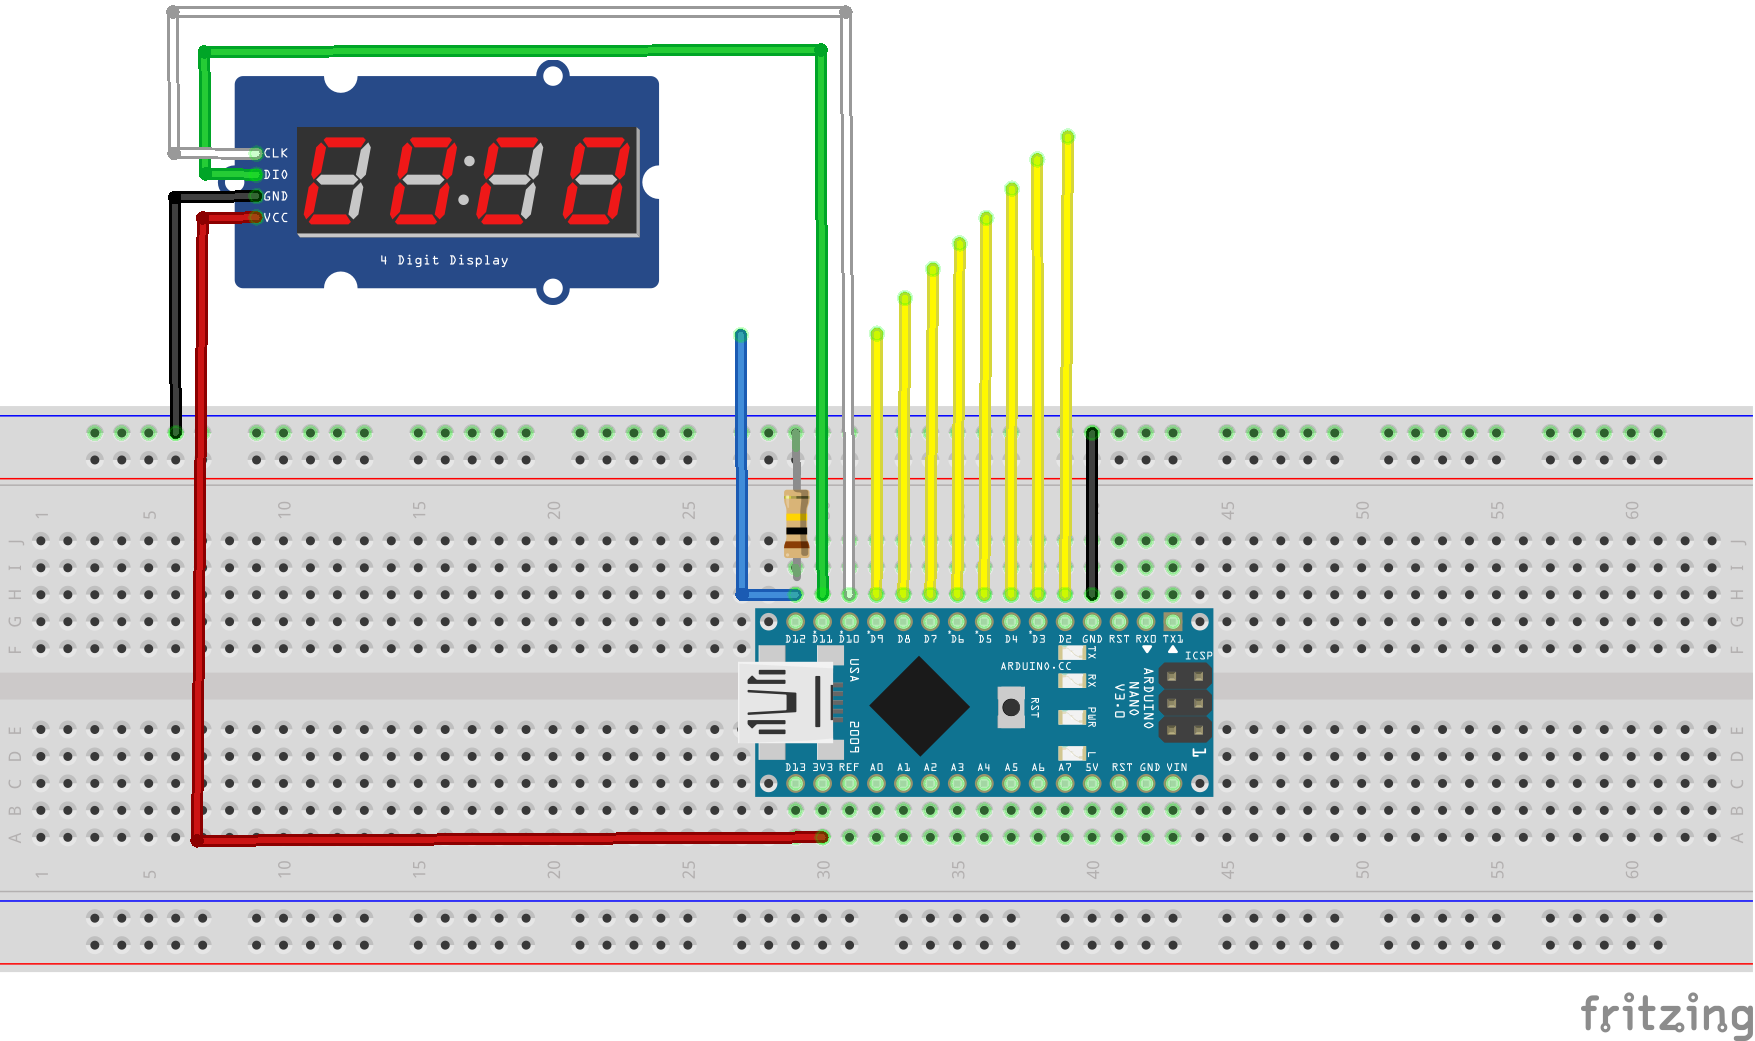 CLK
DIO
GND
VCC
4 Digit Display
1 5 10 15 20 25 45 50 55 60
J J
I I
H H
G G
F F
D12 D11 D10 D9 D8 D7 D6 D5 D4 D3 D2 GND RST RX0 TX1
USA
ARDUINO.CC
TX
RX
RST
PWR
L
ICSP
ARDUINO
NANO
V3.0
1
2009
D13 3V3 REF A0 A1 A2 A3 A4 A5 A6 A7 5V RST GND VIN
E E
D D
C C
B B
A A
1 5 10 15 20 25 30 35 40 45 50 55 60
fritzing